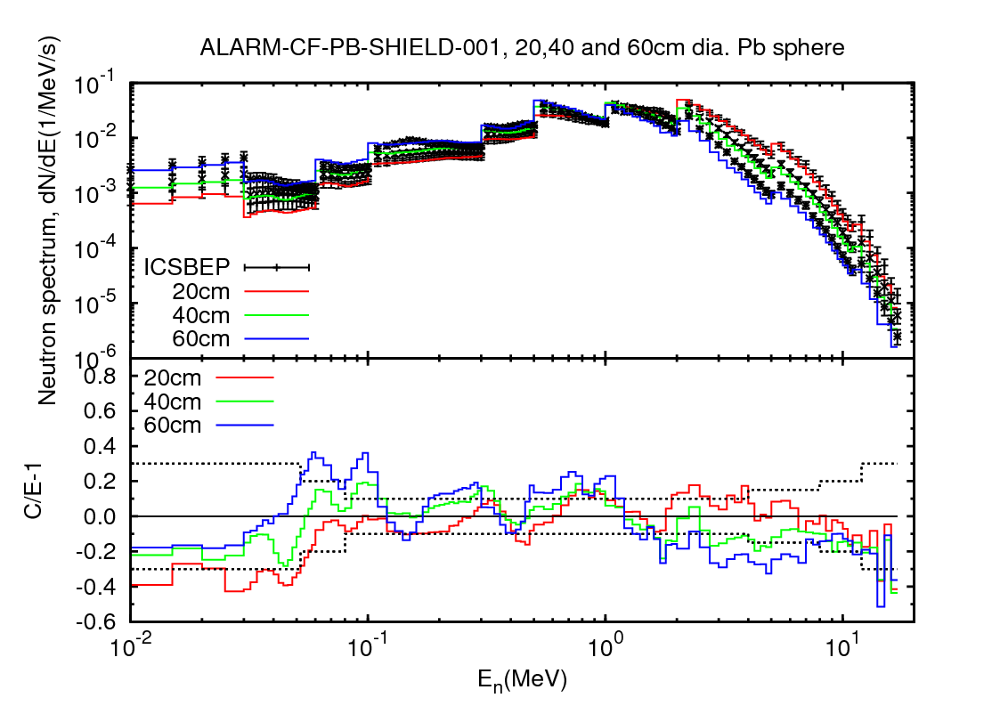 ALARM-CF-PB-SHIELD-001, 20,40 and 60cm dia. Pb sphere
Neutron spectrum, dN/dE(1/MeV/s)
10^-1
10^-2
10^-3
10^-4
10^-5
10^-6
ICSBEP
20cm
40cm
60cm
C/E-1
0.8
0.6
0.4
0.2
0.0
-0.2
-0.4
-0.6
20cm
40cm
60cm
10^-2 10^-1 10^0 10^1
E_n(MeV)